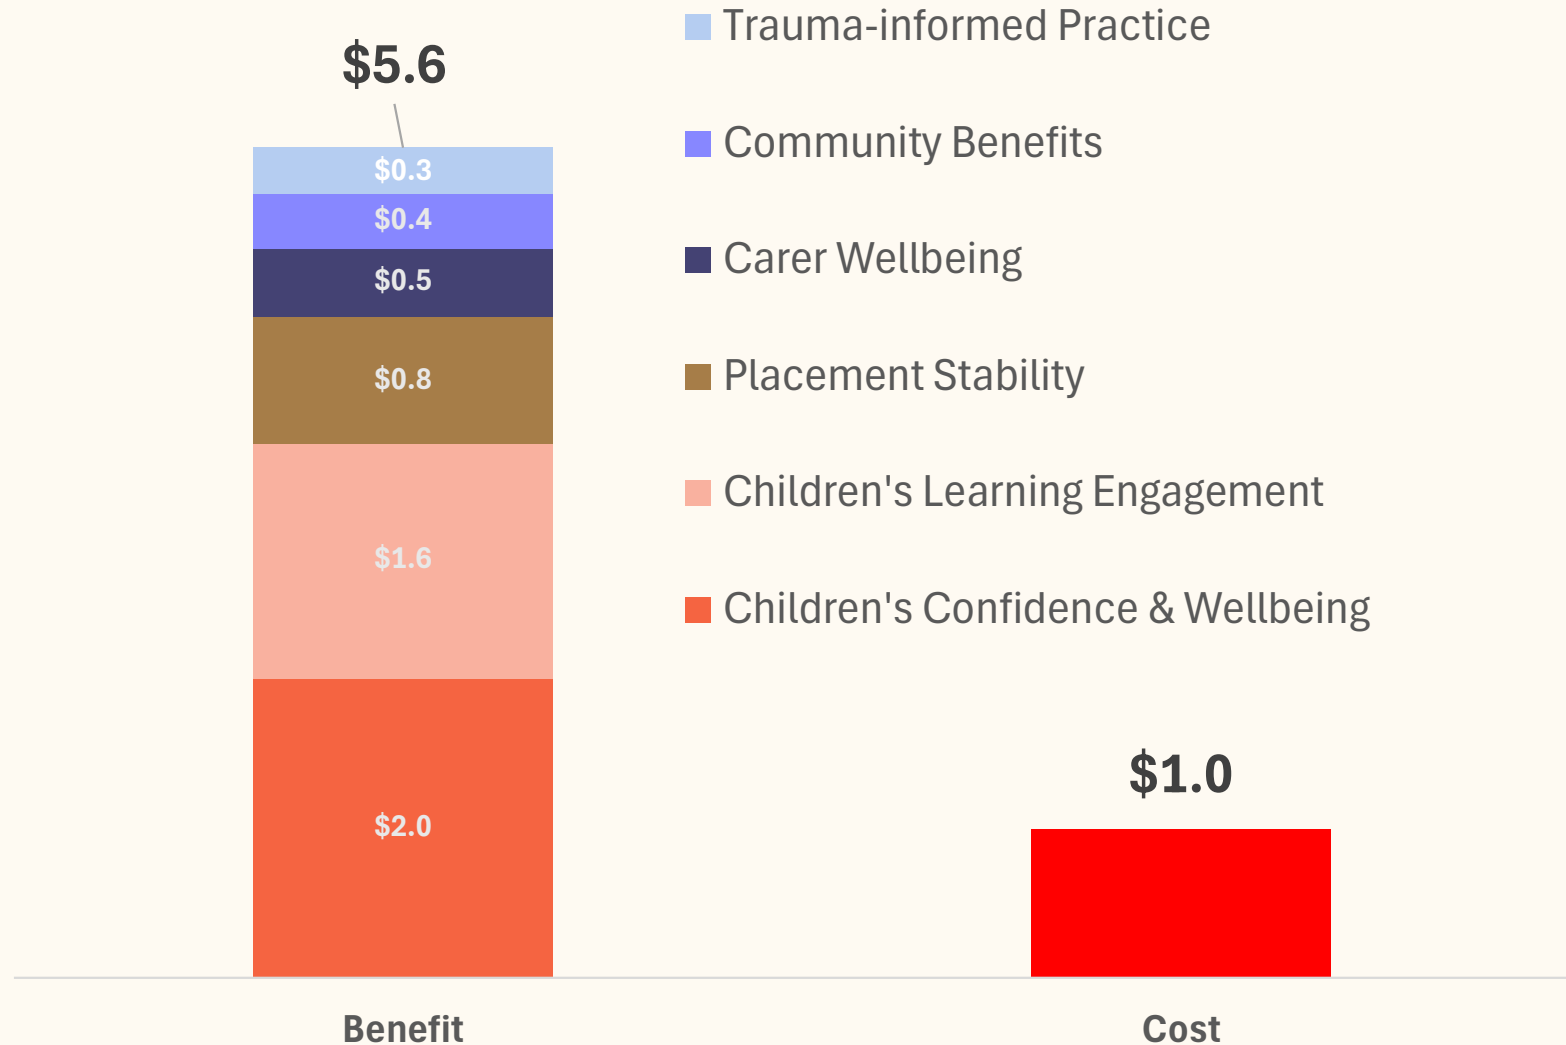 $5.6
$0.3
$0.4
$0.5
$0.8
$1.6
$2.0
Benefit
Trauma-informed Practice
Community Benefits
Carer Wellbeing
Placement Stability
Children's Learning Engagement
Children's Confidence & Wellbeing
$1.0
Cost